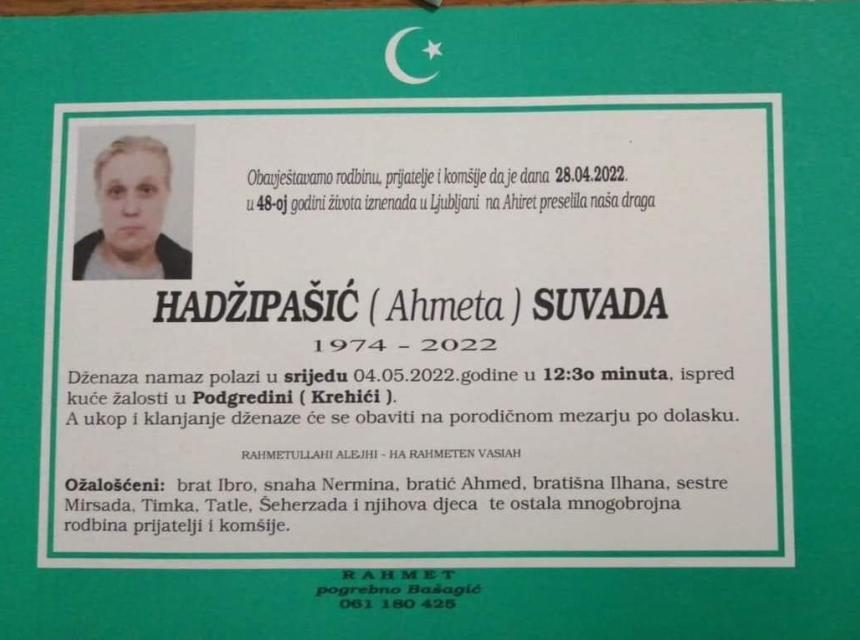 Obavještavamo rodbinu, prijatelje i komšije da je dana 28.04.2022.
u 48-oj godini života iznenada u Ljubljani na Ahiret preselila naša draga
HADŽIPAŠIĆ ( Ahmeta ) SUVADA
1974 - 2022
Dženaza namaz polazi u srijedu 04.05.2022.godine u 12:3o minuta, ispred
kuće žalosti u Podgredini ( Krehići ).
A ukop i klanjanje dženaze će se obaviti na porodičnom mezarju po dolasku.
RAHMETULLAHI ALEJHI - HA RAHMETEN VASIAH
Ožalošćeni: brat Ibro, snaha Nermina, bratić Ahmed, bratišna Ilhana, sestre
Mirsada, Timka, Tatle, Šeherzada i njihova djeca te ostala mnogobrojna
rodbina prijatelji i komšije.
RAHMET
pogrebno Bašagić
061 180 425